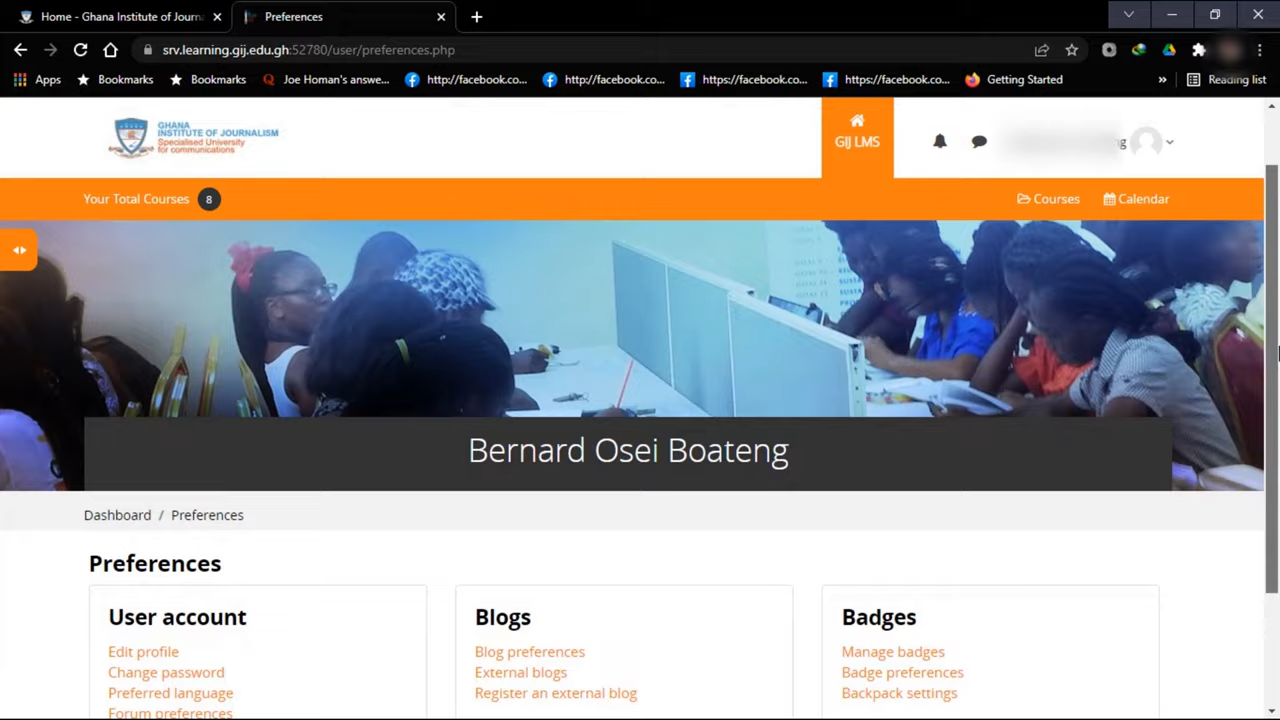 Home - Ghana Institute of Journ
Preferences
srv.learning.gij.edu.gh:52780/user/preferences.php
Apps
Bookmarks
Bookmarks
Joe Homan's answe...
http://facebook.co...
http://facebook.co...
https://facebook.co...
https://facebook.co...
Getting Started
»
Reading list
GHANA
INSTITUTE OF JOURNALISM
Specialised University
for communications
GIJ LMS
g
Your Total Courses 8
Courses
Calendar
Bernard Osei Boateng
Dashboard / Preferences
Preferences
User account
Edit profile
Change password
Preferred language
Forum preferences
Blogs
Blog preferences
External blogs
Register an external blog
Badges
Manage badges
Badge preferences
Backpack settings